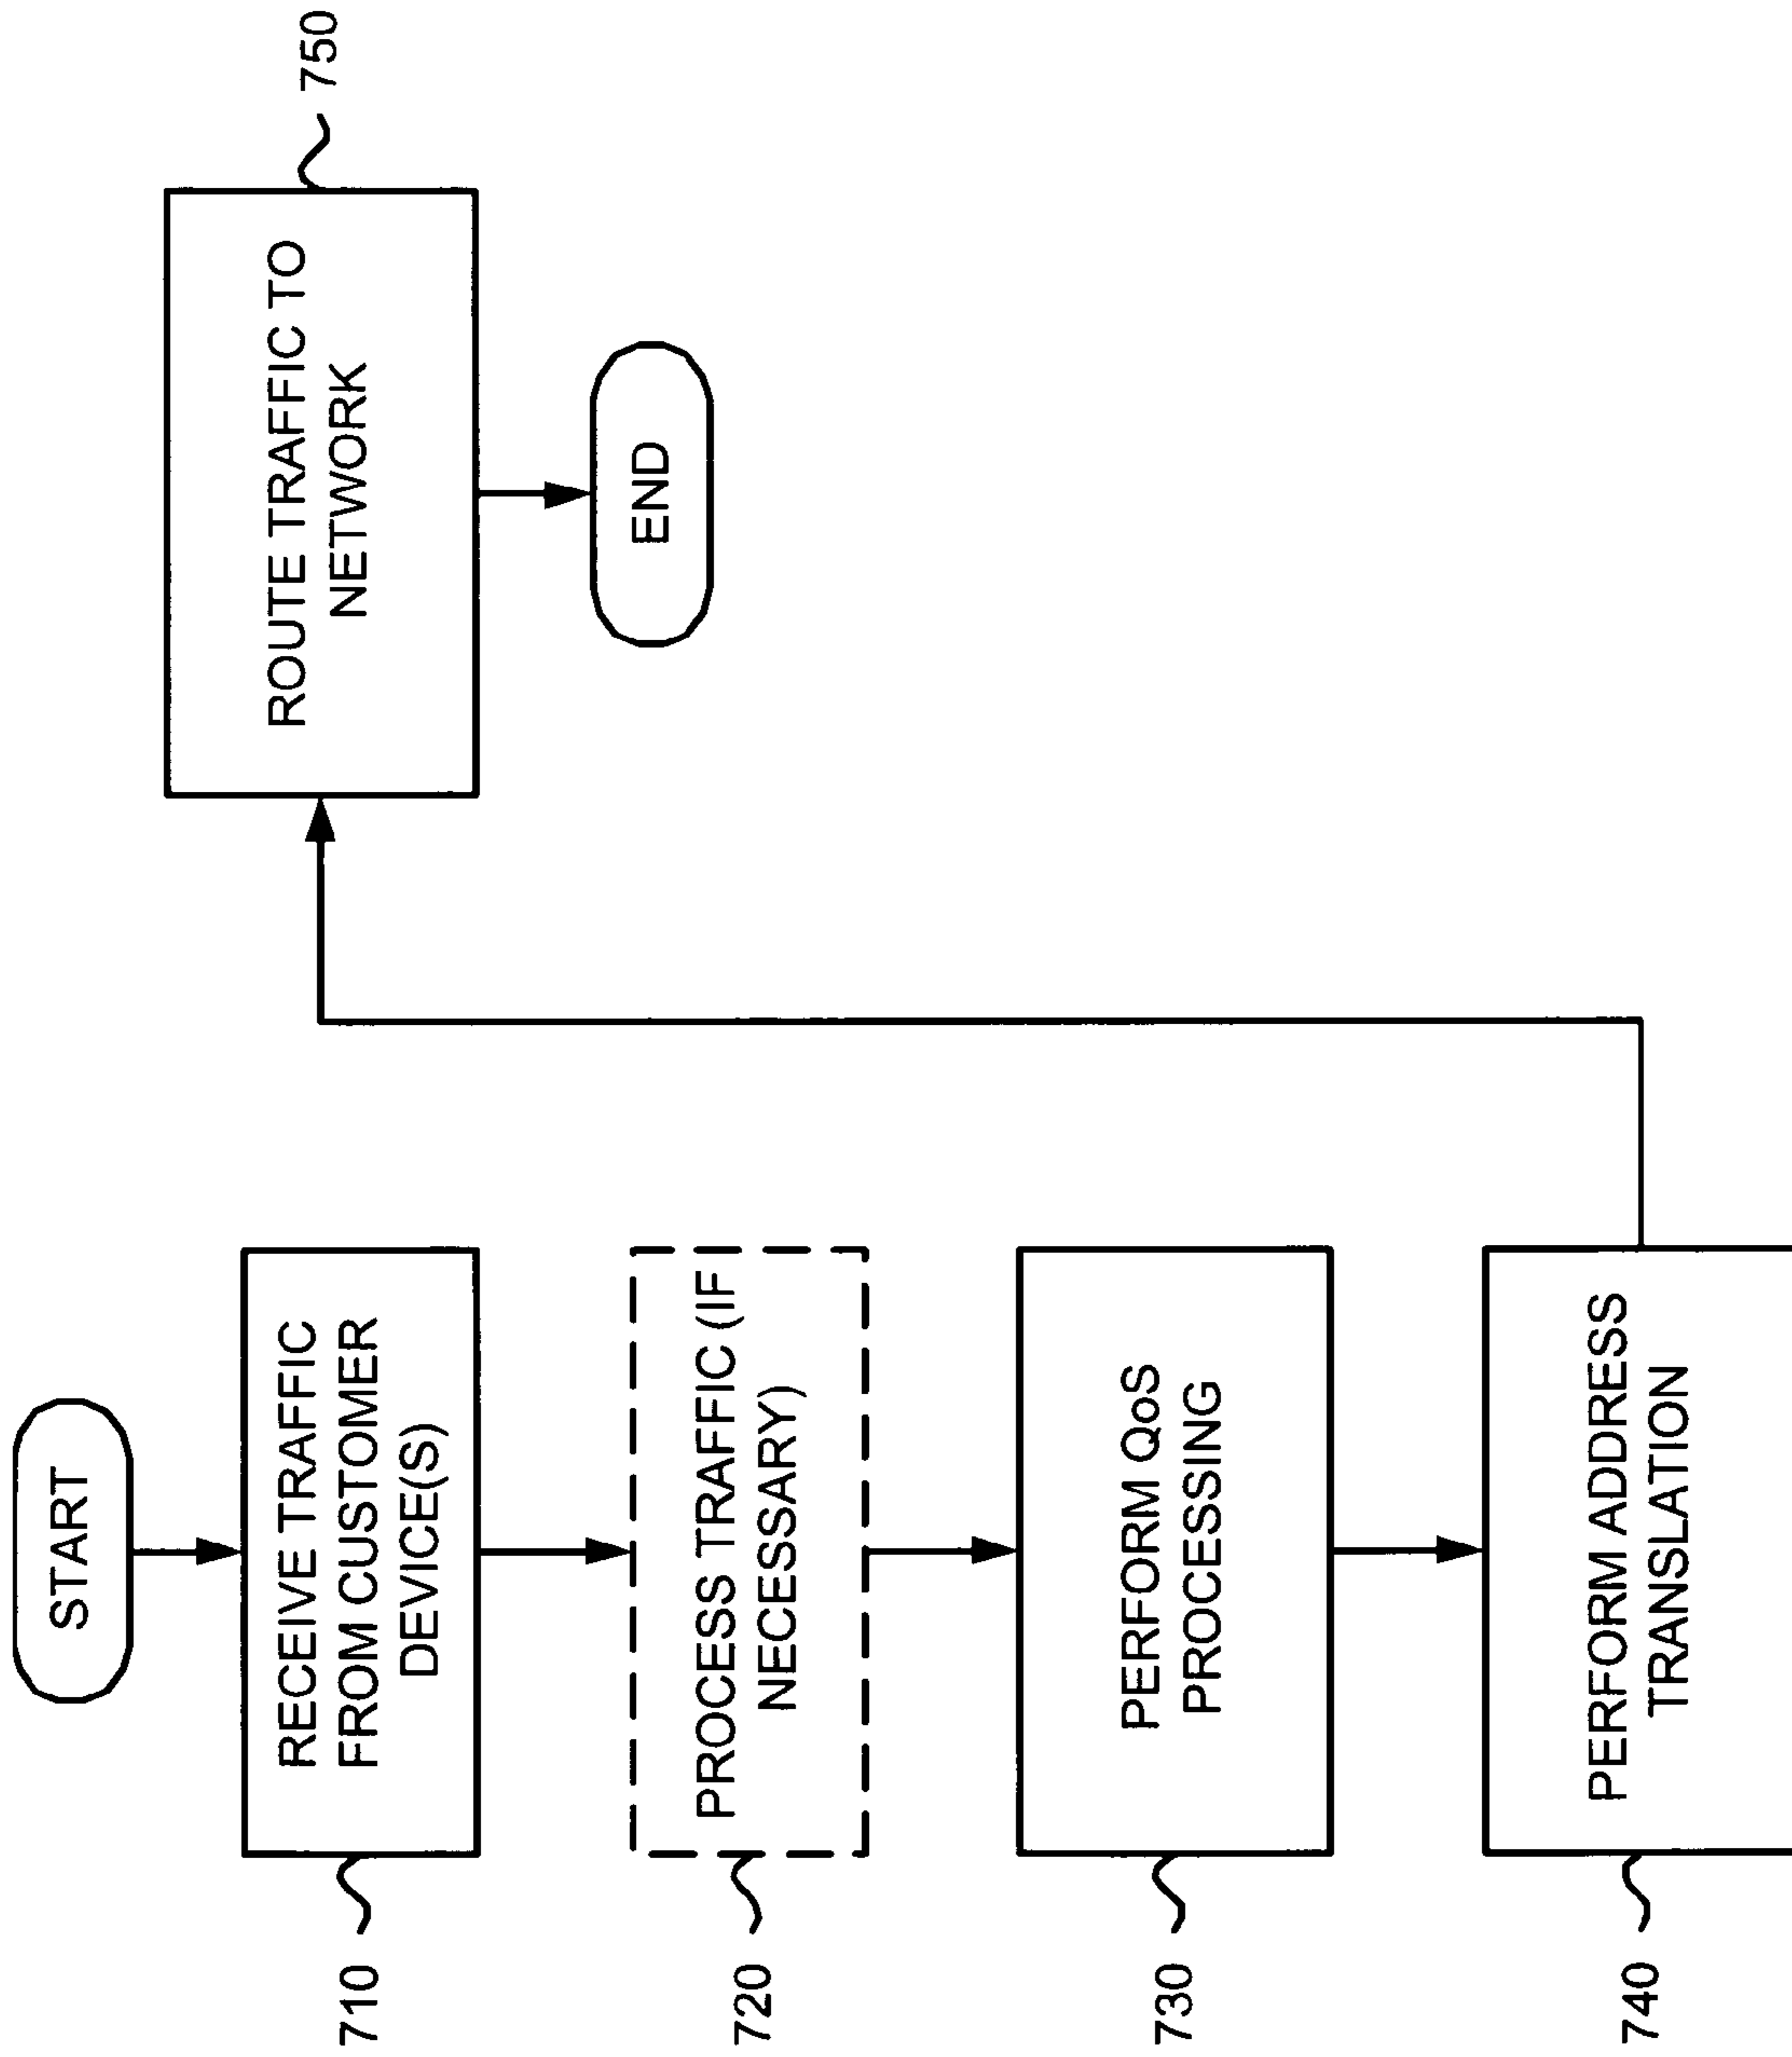 START
RECEIVE TRAFFIC
FROM CUSTOMER
DEVICE(S)
710
PROCESS TRAFFIC (IF
NECESSARY)
720
PERFORM QoS
PROCESSING
730
PERFORM ADDRESS
TRANSLATION
740
ROUTE TRAFFIC TO
NETWORK
750
END